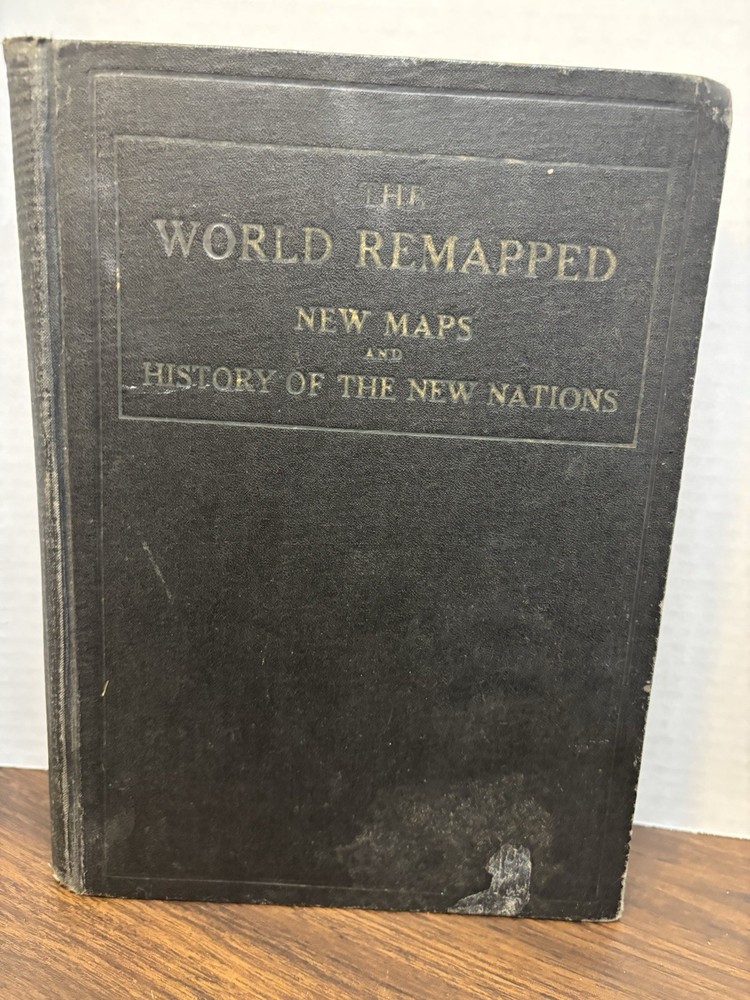 THE
WORLD REMAPPED
NEW MAPS
AND
HISTORY OF THE NEW NATIONS